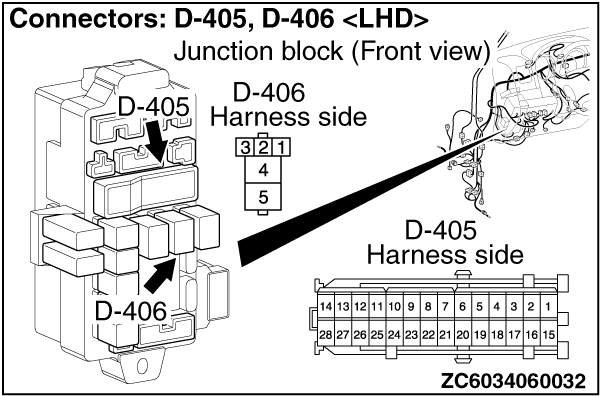 Connectors: D-405, D-406 <LHD>
Junction block (Front view)
D-405
D-406
Harness side
3 2 1
4
5
D-406
D-405
Harness side
14 13 12 11 10 9 8 7 6 5 4 3 2 1
28 27 26 25 24 23 22 21 20 19 18 17 16 15
ZC6034060032